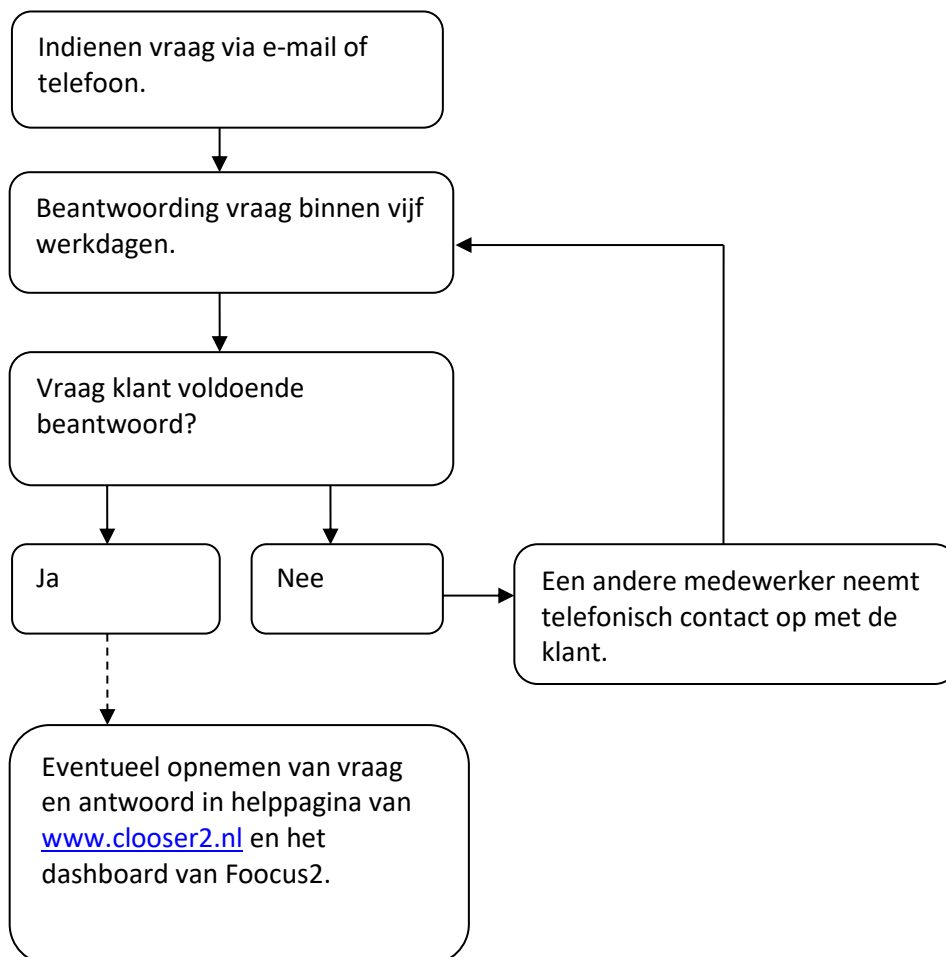 Indienen vraag via e-mail of
telefoon.
Beantwoording vraag binnen vijf
werkdagen.
Vraag klant voldoende
beantwoord?
Ja
Nee
Een andere medewerker neemt
telefonisch contact op met de
klant.
Eventueel opnemen van vraag
en antwoord in helppagina van
www.clooser2.nl en het
dashboard van Foocus2.